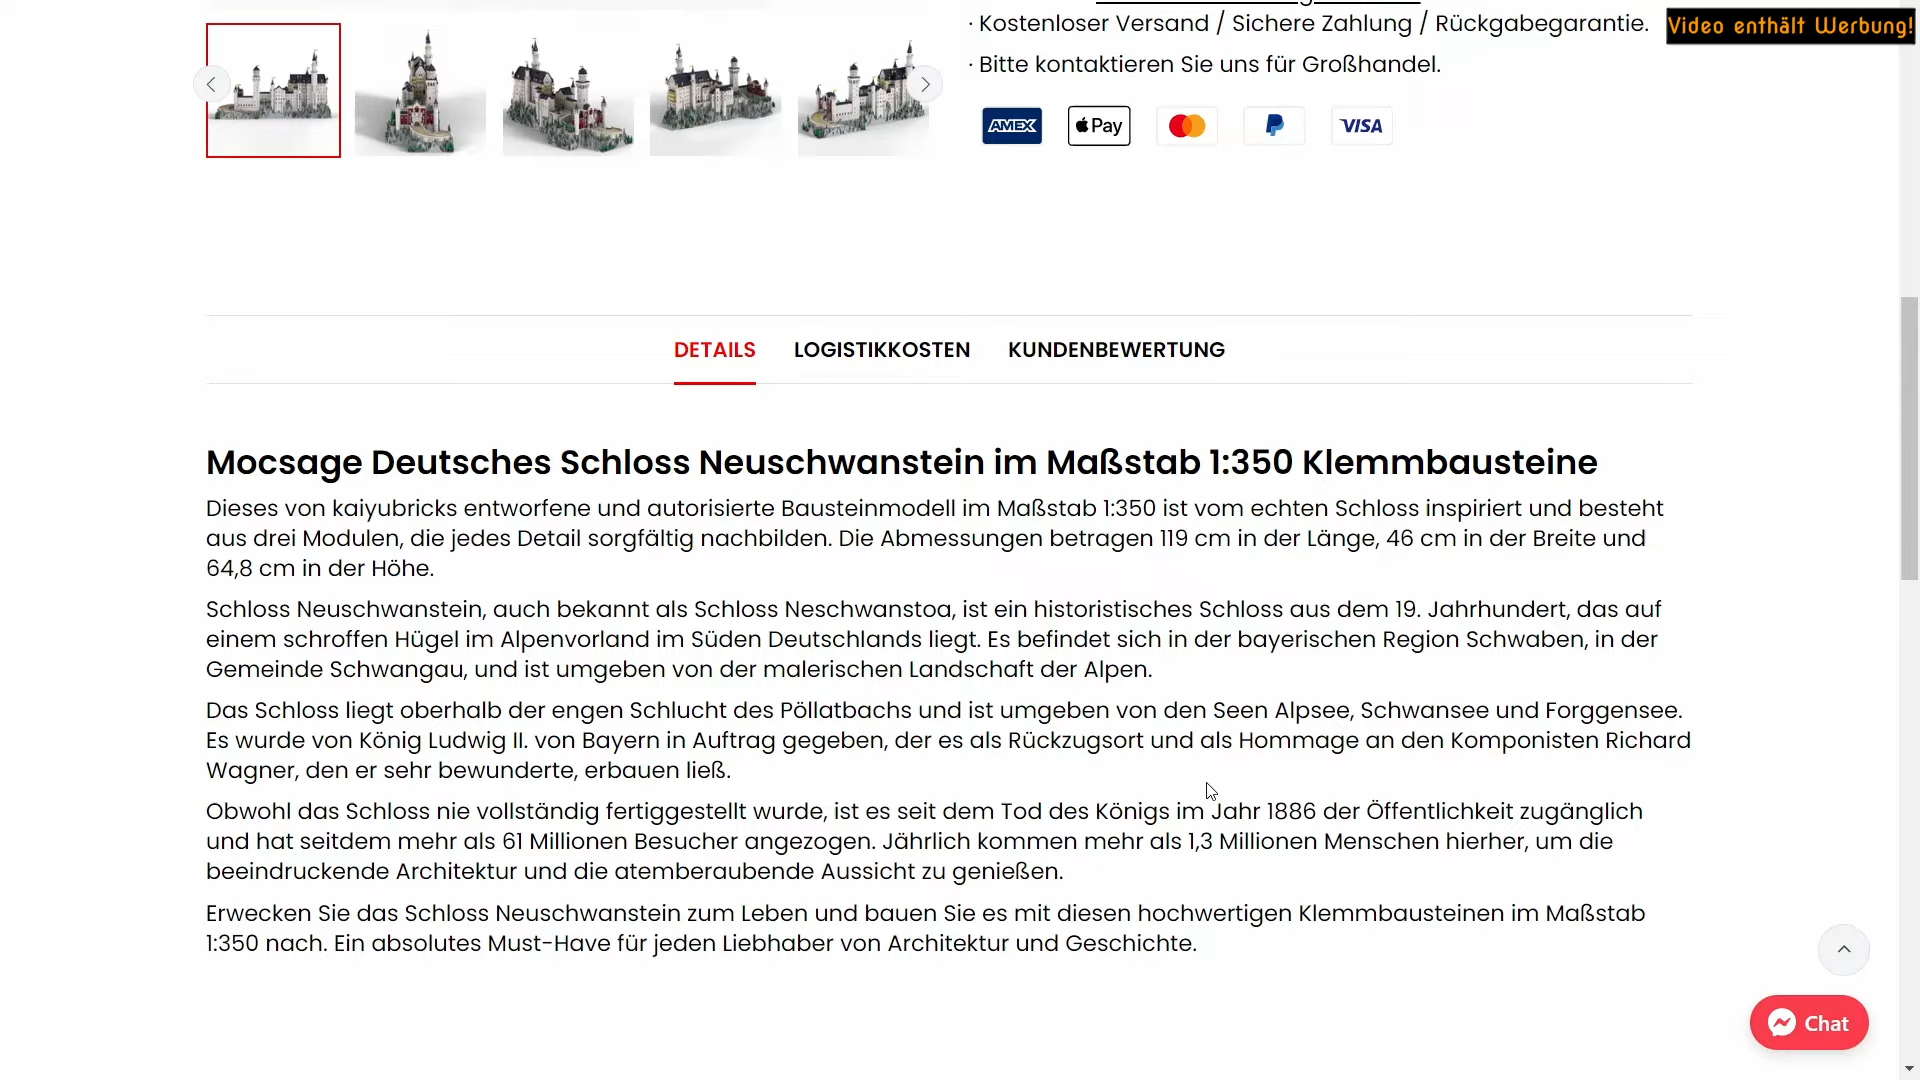 · Kostenloser Versand / Sichere Zahlung / Rückgabegarantie.
Video enthält Werbung!
· Bitte kontaktieren Sie uns für Großhandel.
AMEX
Pay
VISA
DETAILS
LOGISTIKKOSTEN
KUNDENBEWERTUNG
Mocsage Deutsches Schloss Neuschwanstein im Maßstab 1:350 Klemmbausteine
Dieses von kaiyubricks entworfene und autorisierte Bausteinmodell im Maßstab 1:350 ist vom echten Schloss inspiriert und besteht
aus drei Modulen, die jedes Detail sorgfältig nachbilden. Die Abmessungen betragen 119 cm in der Länge, 46 cm in der Breite und
64,8 cm in der Höhe.
Schloss Neuschwanstein, auch bekannt als Schloss Neschwanstoa, ist ein historistisches Schloss aus dem 19. Jahrhundert, das auf
einem schroffen Hügel im Alpenvorland im Süden Deutschlands liegt. Es befindet sich in der bayerischen Region Schwaben, in der
Gemeinde Schwangau, und ist umgeben von der malerischen Landschaft der Alpen.
Das Schloss liegt oberhalb der engen Schlucht des Pöllatbachs und ist umgeben von den Seen Alpsee, Schwansee und Forggensee.
Es wurde von König Ludwig II. von Bayern in Auftrag gegeben, der es als Rückzugsort und als Hommage an den Komponisten Richard
Wagner, den er sehr bewunderte, erbauen ließ.
Obwohl das Schloss nie vollständig fertiggestellt wurde, ist es seit dem Tod des Königs im Jahr 1886 der Öffentlichkeit zugänglich
und hat seitdem mehr als 61 Millionen Besucher angezogen. Jährlich kommen mehr als 1,3 Millionen Menschen hierher, um die
beeindruckende Architektur und die atemberaubende Aussicht zu genießen.
Erwecken Sie das Schloss Neuschwanstein zum Leben und bauen Sie es mit diesen hochwertigen Klemmbausteinen im Maßstab
1:350 nach. Ein absolutes Must-Have für jeden Liebhaber von Architektur und Geschichte.
Chat